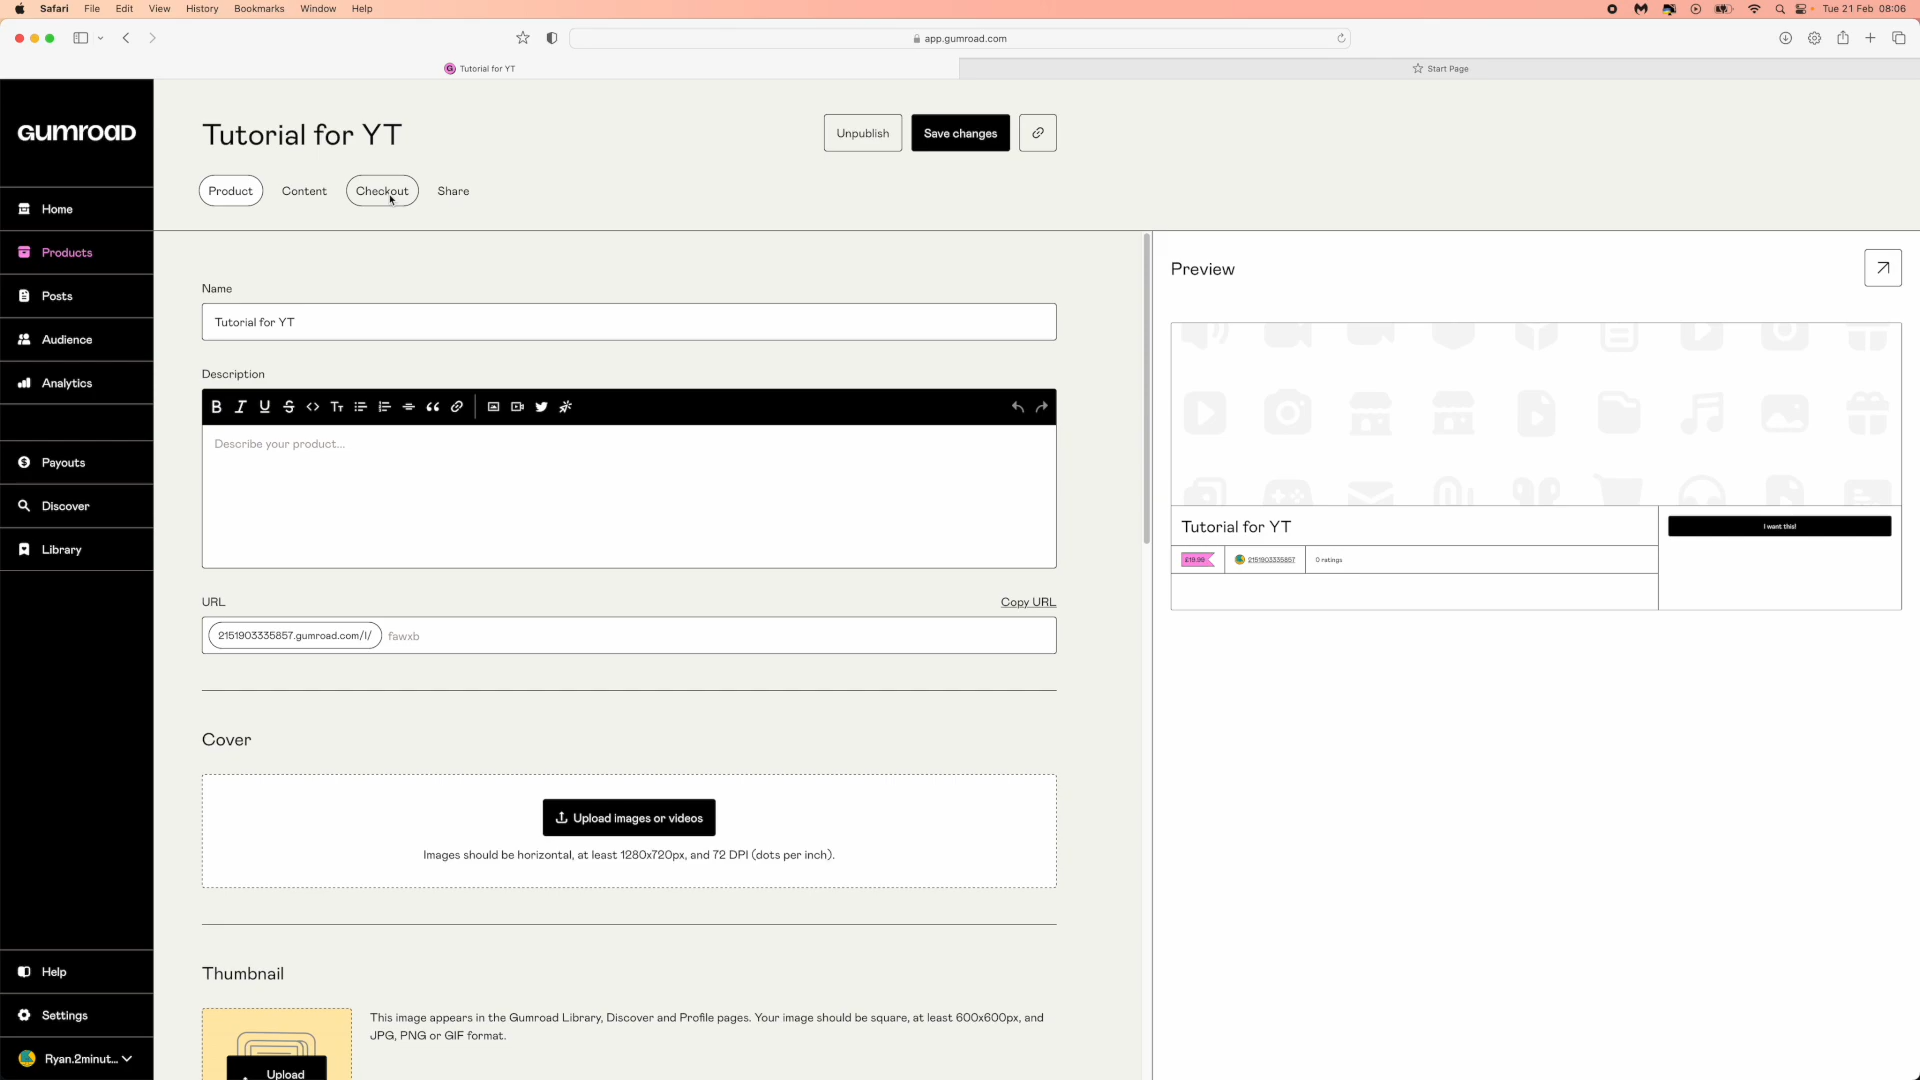 Safari File Edit View History Bookmarks Window Help
Tue 21 Feb 08:06
app.gumroad.com
Tutorial for YT
Start Page
GUMROAD
Home
Products
Posts
Audience
Analytics
Payouts
Discover
Library
Help
Settings
Ryan.2minut...
Tutorial for YT
Unpublish
Save changes
Product Content Checkout Share
Name
Tutorial for YT
Description
Describe your product...
URL
Copy URL
2151903335857.gumroad.com/l/ fawxb
Cover
Upload images or videos
Images should be horizontal, at least 1280x720px, and 72 DPI (dots per inch).
Thumbnail
This image appears in the Gumroad Library, Discover and Profile pages. Your image should be square, at least 600x600px, and
JPG, PNG or GIF format.
Upload
Preview
Tutorial for YT
I want this!
£19.99
2151903335857
0 ratings